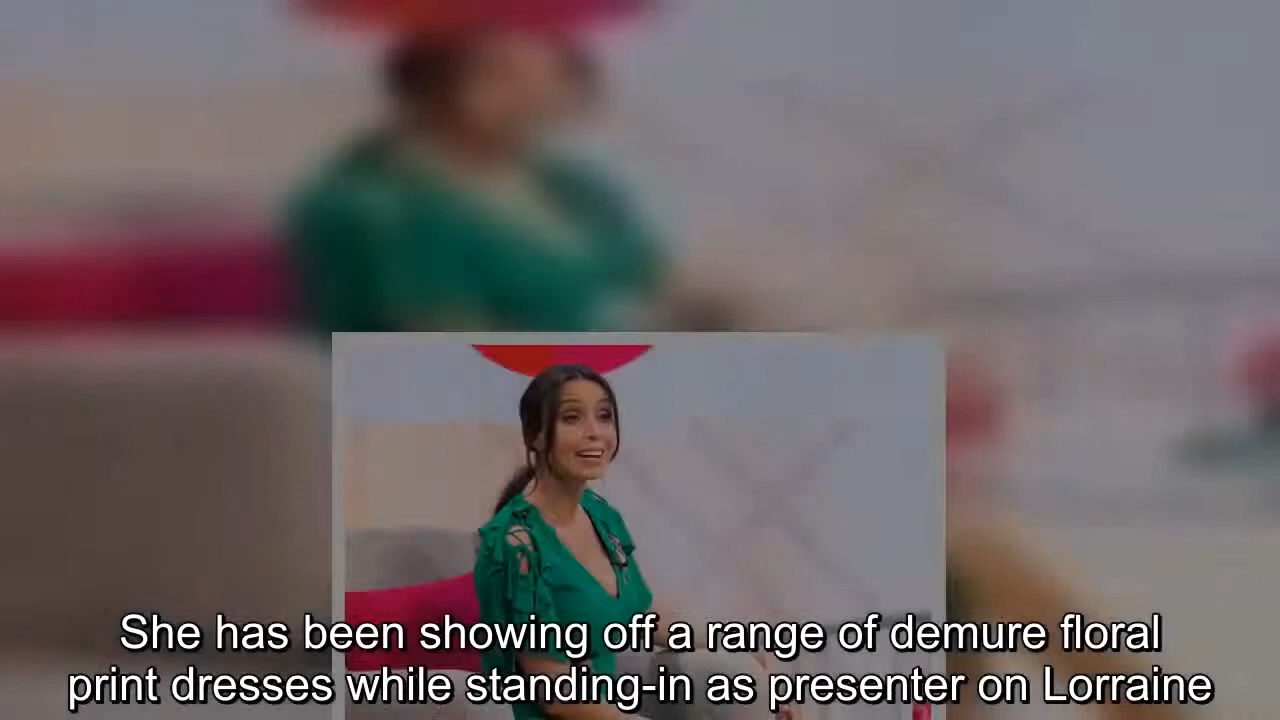 She has been showing off a range of demure floral
print dresses while standing-in as presenter on Lorraine